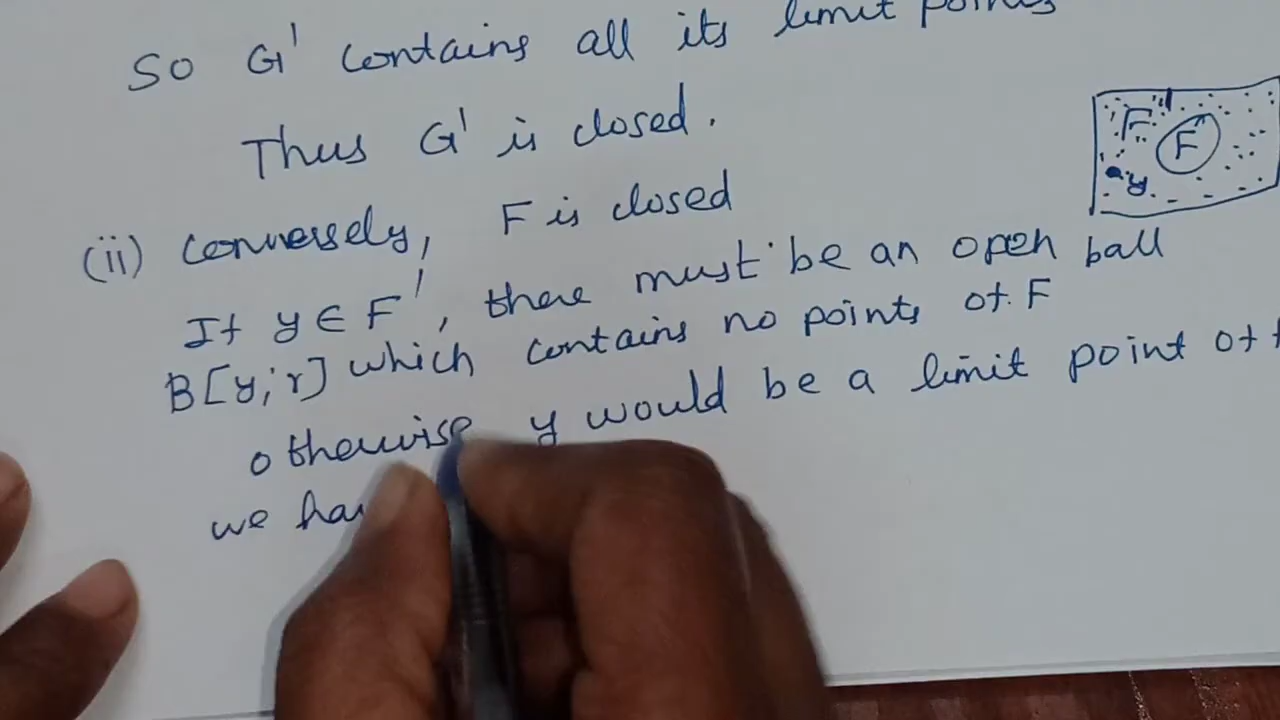 So G' contains all its limit points
Thus G' is closed.
(ii) Conversely, F is closed
If y ∈ F', there must be an open ball
B[y; r] which contains no points of F
otherwise y would be a limit point of
we
F'
F
y